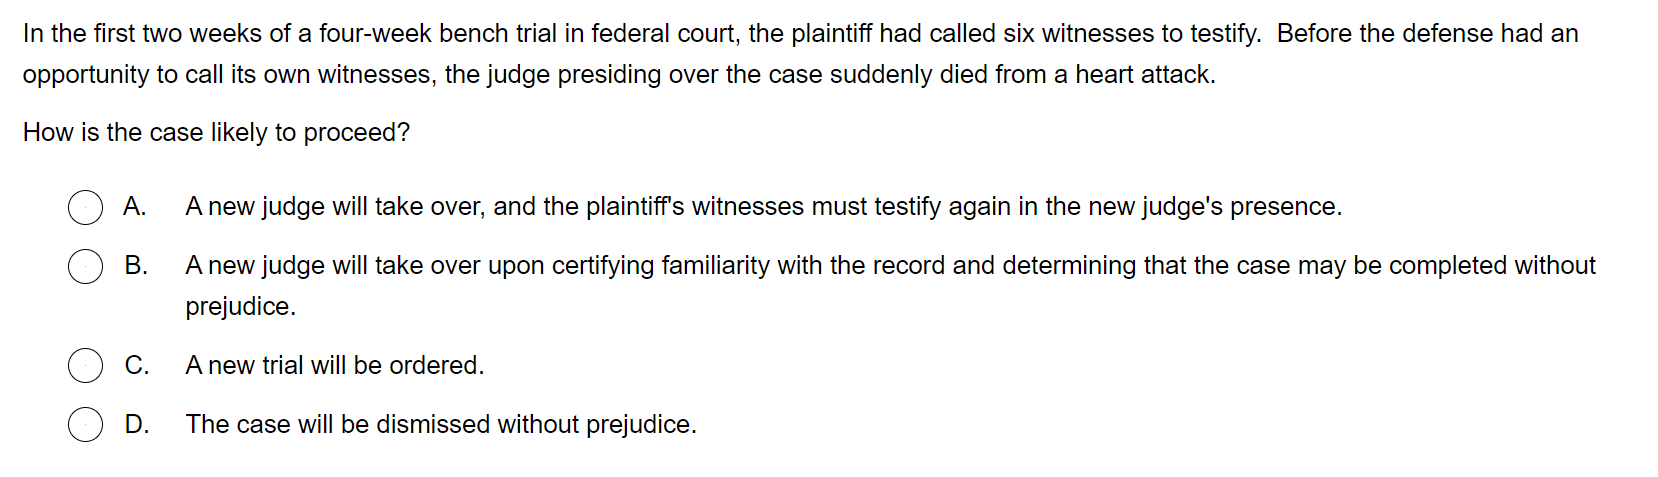 In the first two weeks of a four-week bench trial in federal court, the plaintiff had called six witnesses to testify.  Before the defense had an
opportunity to call its own witnesses, the judge presiding over the case suddenly died from a heart attack.
How is the case likely to proceed?
A. A new judge will take over, and the plaintiff's witnesses must testify again in the new judge's presence.
B. A new judge will take over upon certifying familiarity with the record and determining that the case may be completed without
prejudice.
C. A new trial will be ordered.
D. The case will be dismissed without prejudice.